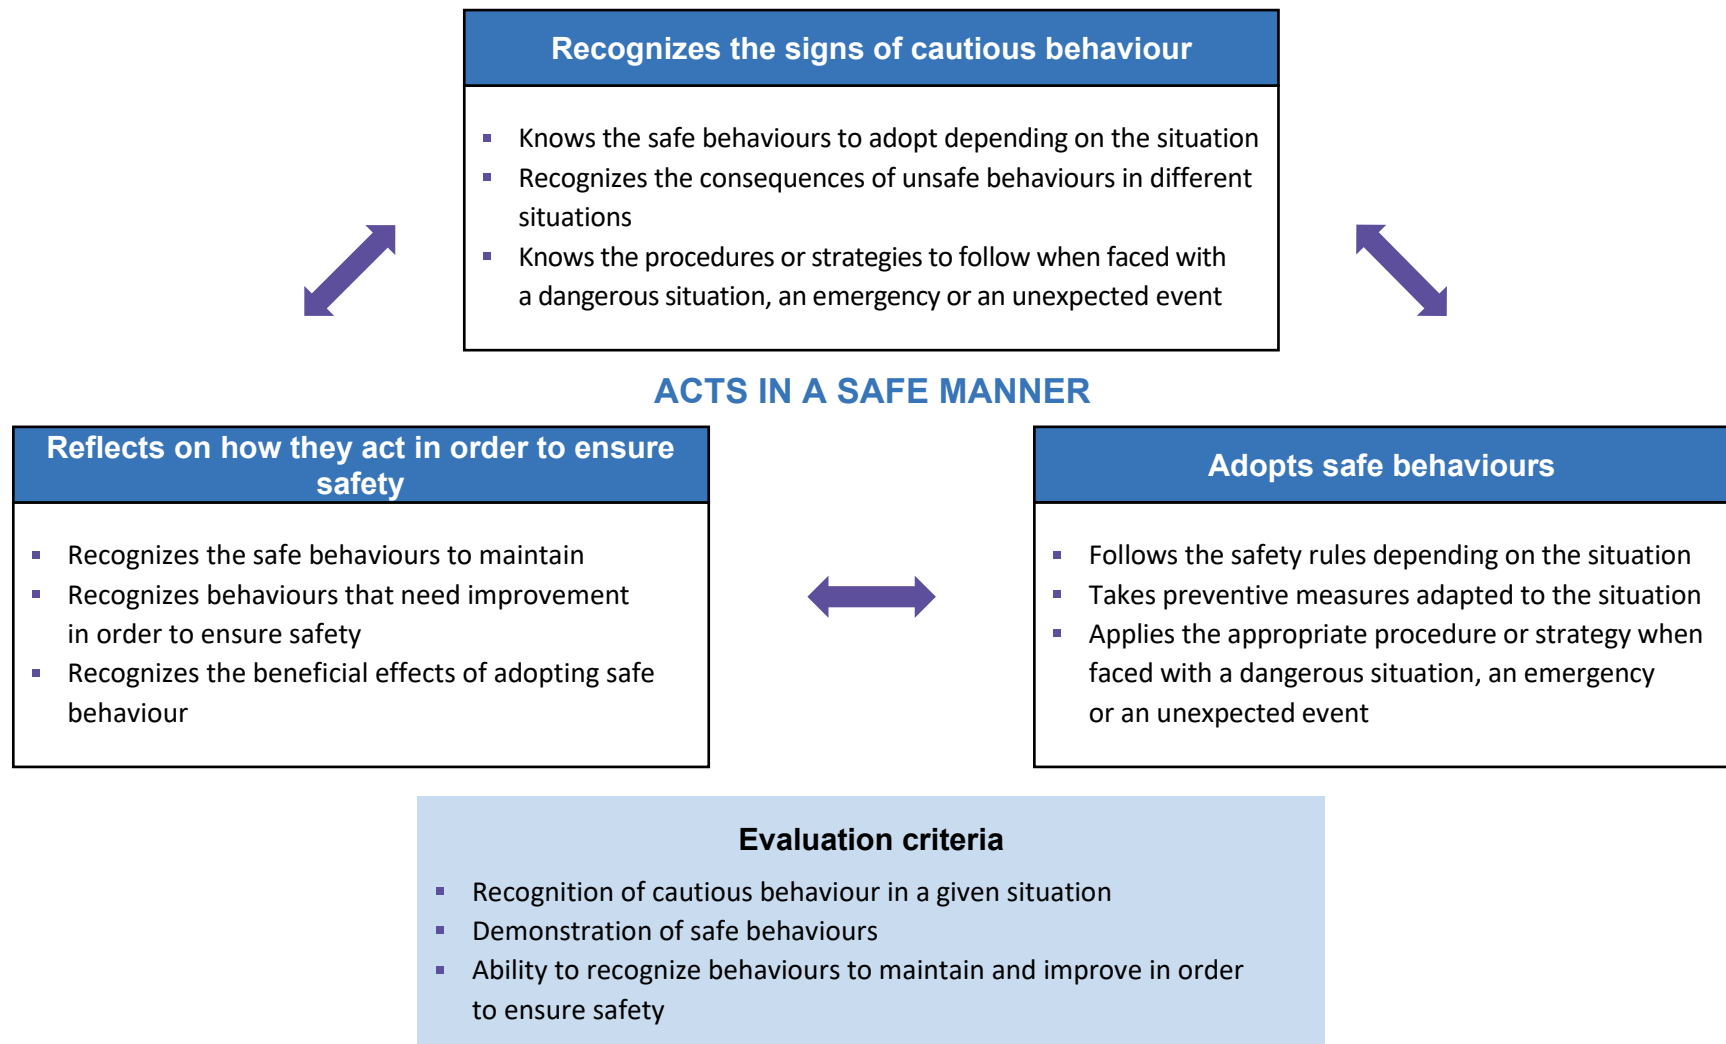 Recognizes the signs of cautious behaviour
▪ Knows the safe behaviours to adopt depending on the situation
▪ Recognizes the consequences of unsafe behaviours in different
situations
▪ Knows the procedures or strategies to follow when faced with
a dangerous situation, an emergency or an unexpected event
ACTS IN A SAFE MANNER
Reflects on how they act in order to ensure
safety
▪ Recognizes the safe behaviours to maintain
▪ Recognizes behaviours that need improvement
in order to ensure safety
▪ Recognizes the beneficial effects of adopting safe
behaviour
Adopts safe behaviours
▪ Follows the safety rules depending on the situation
▪ Takes preventive measures adapted to the situation
▪ Applies the appropriate procedure or strategy when
faced with a dangerous situation, an emergency
or an unexpected event
Evaluation criteria
▪ Recognition of cautious behaviour in a given situation
▪ Demonstration of safe behaviours
▪ Ability to recognize behaviours to maintain and improve in order
to ensure safety